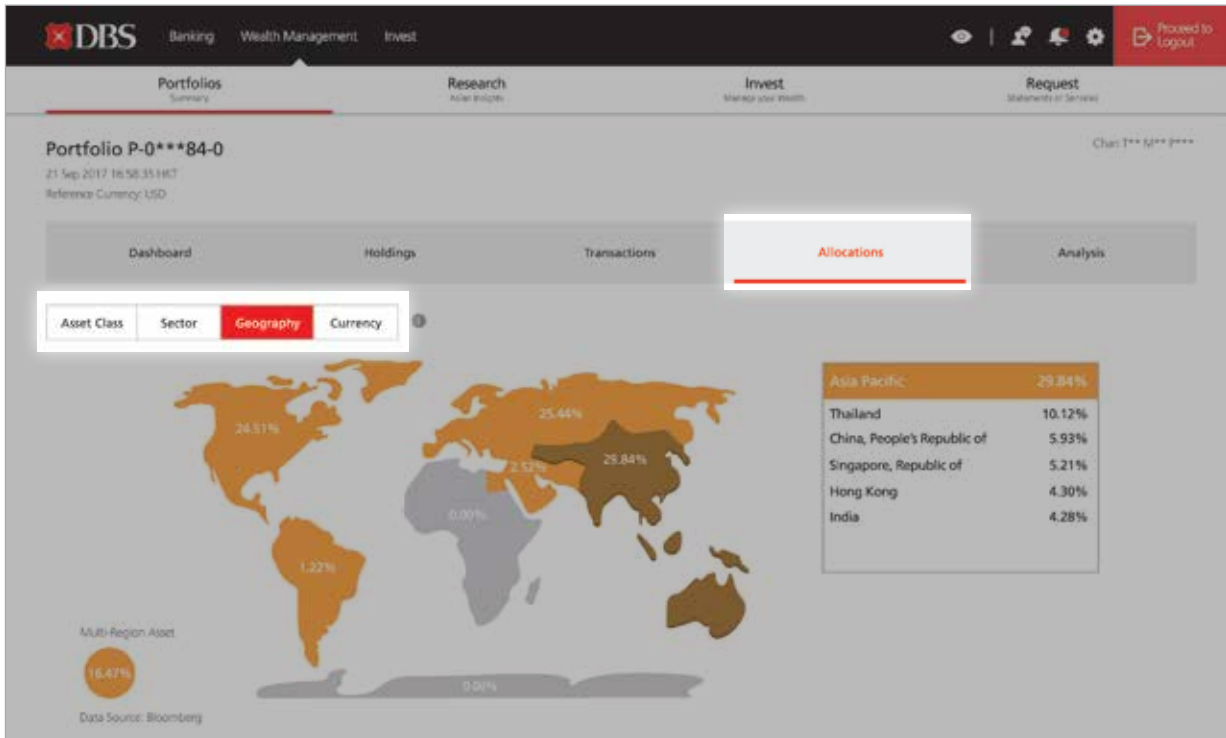 DBS Banking Wealth Management Invest Proceed to
Logout
Portfolios Research Invest Request
Summary Asian Insights Manage your Wealth Statements or Services
Portfolio P-0***84-0
Chan T** M** P***
21 Sep 2017 16:58:35 HKT
Reference Currency: USD
Dashboard Holdings Transactions Allocations Analysis
Asset Class Sector Geography Currency
Asia Pacific 29.84%
Thailand 10.12%
China, People's Republic of 5.93%
Singapore, Republic of 5.21%
Hong Kong 4.30%
India 4.28%
24.51%
25.44%
2.52%
29.84%
0.00%
1.22%
Multi-Region Asset
16.47%
0.00%
Data Source: Bloomberg